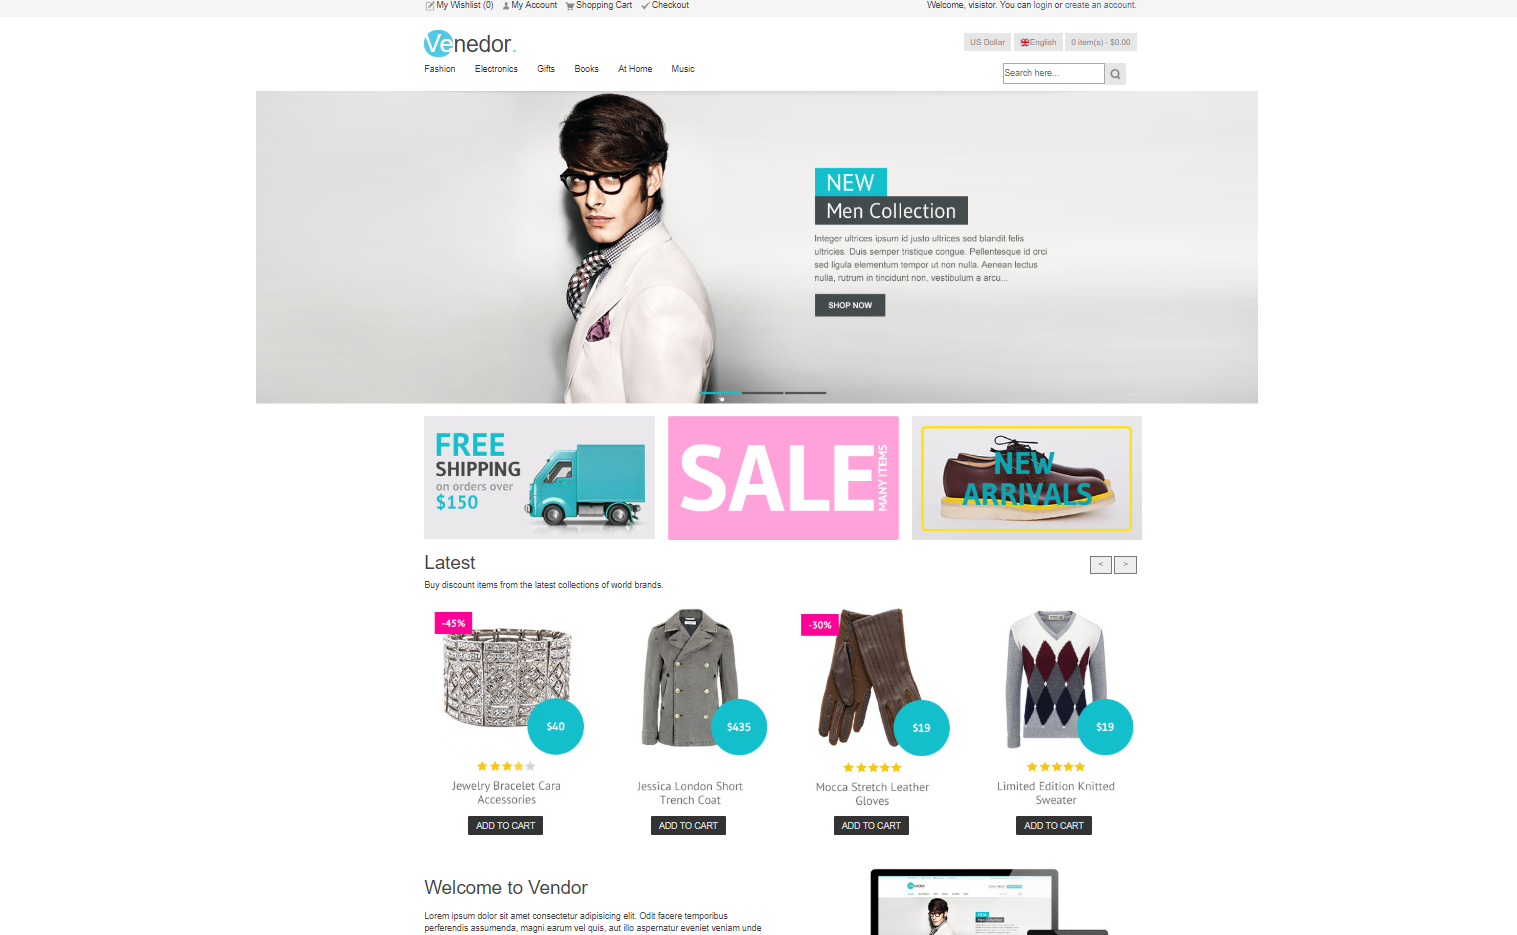 My Wishlist (0) My Account Shopping Cart Checkout
Welcome, visistor. You can login or create an account.
Venedor.
US Dollar English 0 item(s) - $0.00
Fashion Electronics Gifts Books At Home Music
Search here...
NEW
Men Collection
Integer ultrices ipsum id justo ultrices sed blandit felis
ultricies. Duis semper tristique congue. Pellentesque id orci
sed ligula elementum tempor ut non nulla. Aenean lectus
nulla, rutrum in tincidunt non, vestibulum a arcu...
SHOP NOW
FREE
SHIPPING
on orders over
$150
SALE
MANY ITEMS
NEW
ARRIVALS
Latest
< >
Buy discount items from the latest collections of world brands.
-45%
$40
Jewelry Bracelet Cara
Accessories
ADD TO CART
$435
Jessica London Short
Trench Coat
ADD TO CART
-30%
$19
Mocca Stretch Leather
Gloves
ADD TO CART
$19
Limited Edition Knitted
Sweater
ADD TO CART
Welcome to Vendor
Lorem ipsum dolor sit amet consectetur adipisicing elit. Odit facere temporibus
perferendis assumenda, magni earum vel quis, aut illo aspernatur eveniet veniam unde
Venedor
NEW
Men Collection